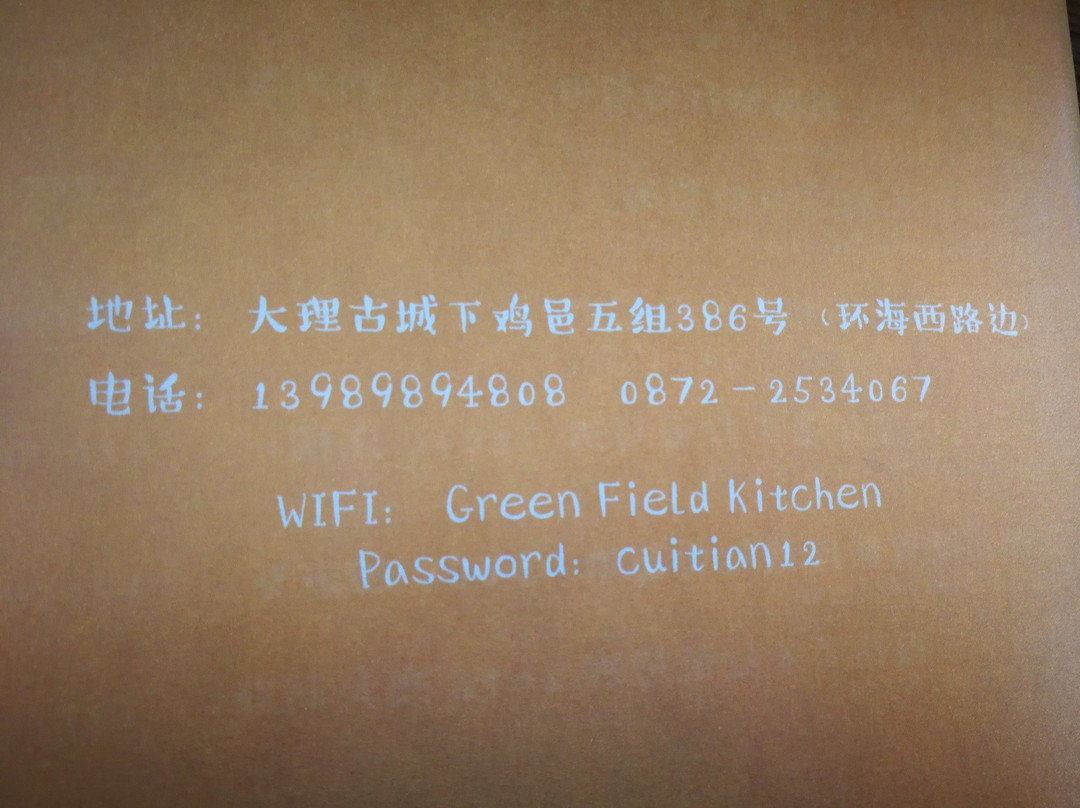 地址: 大理古城下鸡邑五组386号 (环海西路边)
电话: 13989894808 0872-2534067
WIFI: Green Field Kitchen
Password: cuitian12